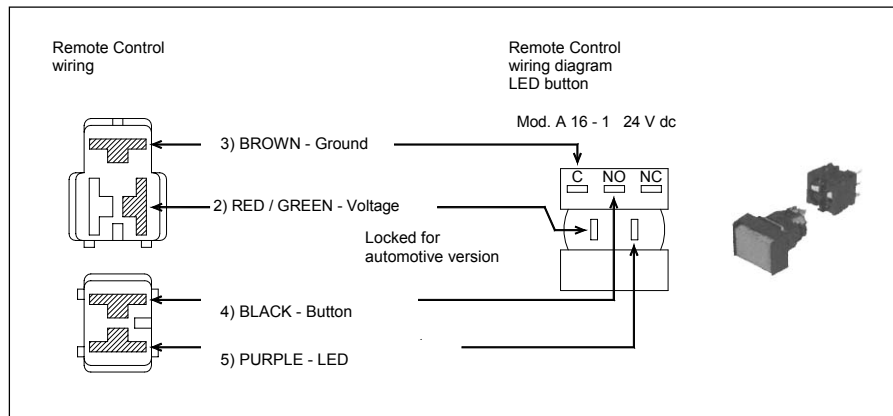 Remote Control
wiring
Remote Control
wiring diagram
LED button
Mod. A 16 - 1 24 V dc
3) BROWN - Ground
C NO NC
2) RED / GREEN - Voltage
Locked for
automotive version
4) BLACK - Button
5) PURPLE - LED